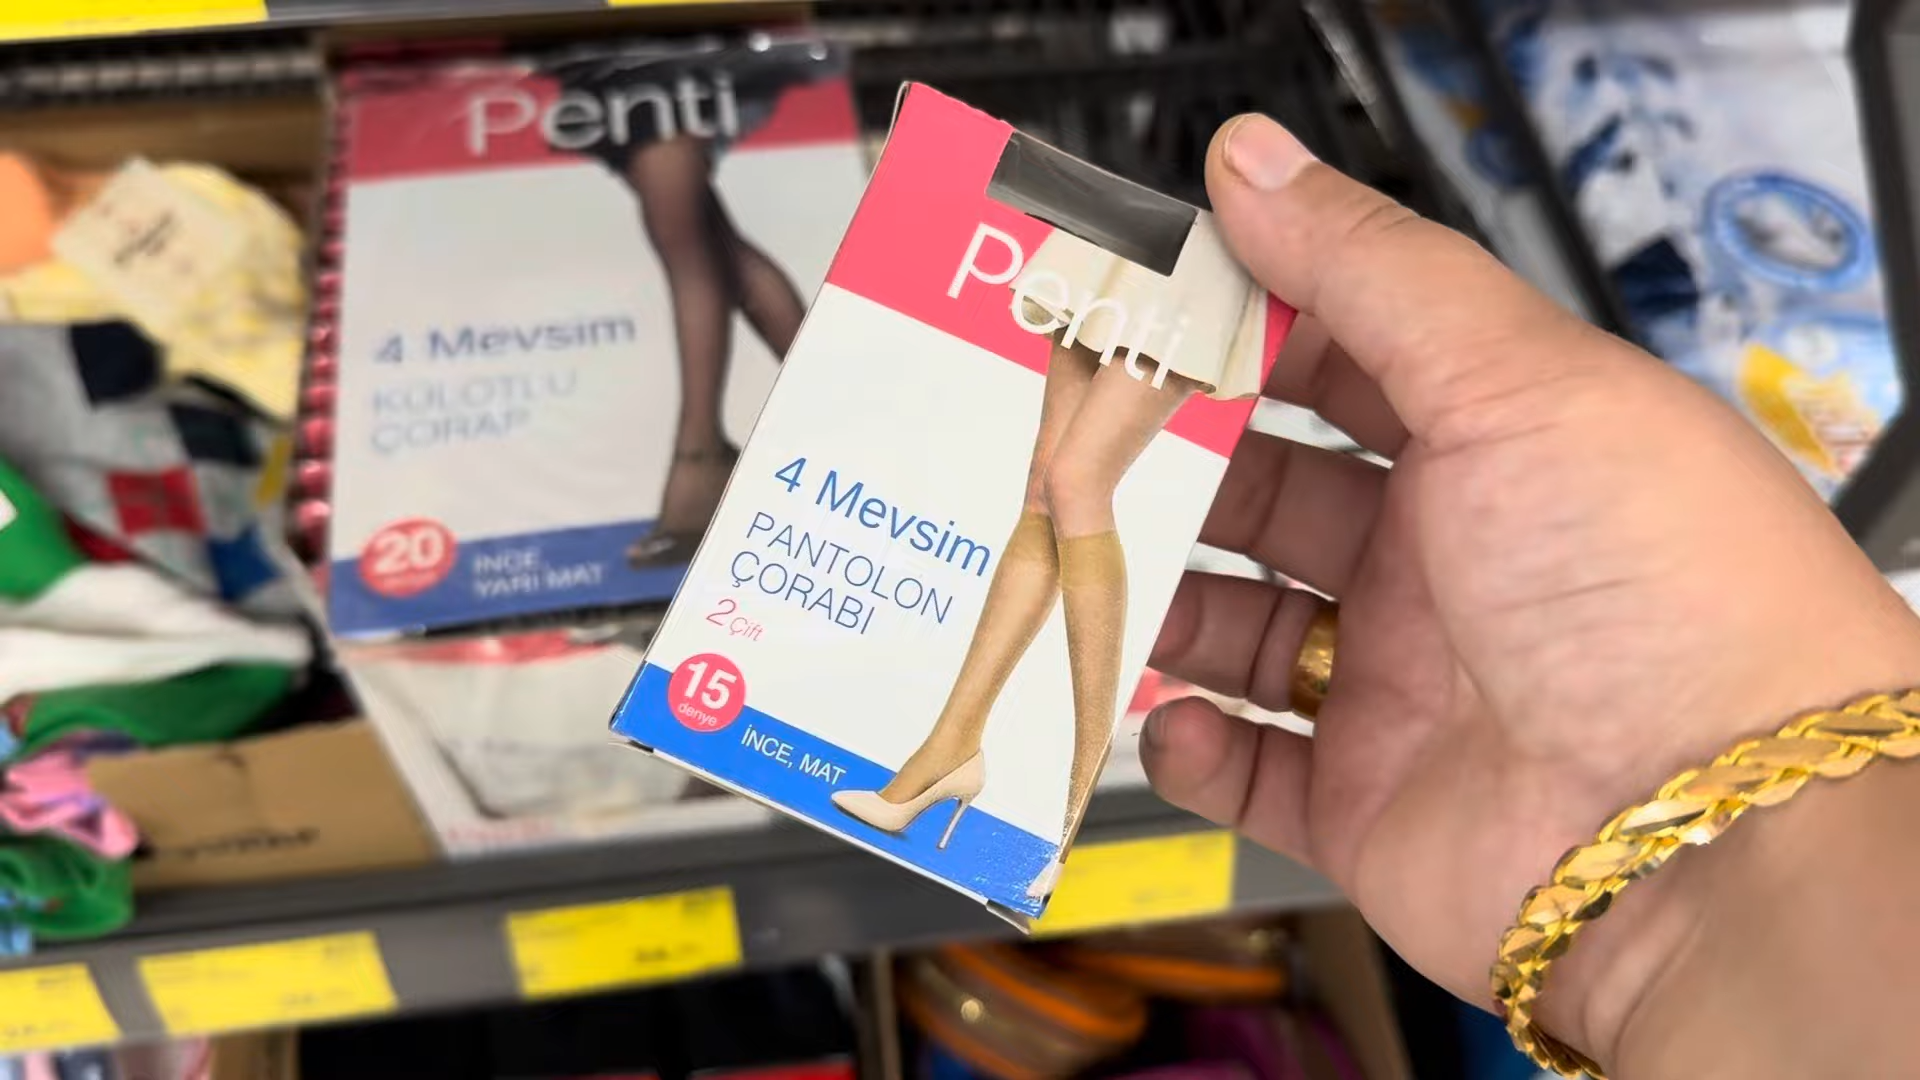 Penti
4 Mevsim
KÜLOTLU
ÇORAP
20
İNCE,
YARI MAT
Penti
4 Mevsim
PANTOLON
ÇORABI
2 Çift
15
denye
İNCE, MAT